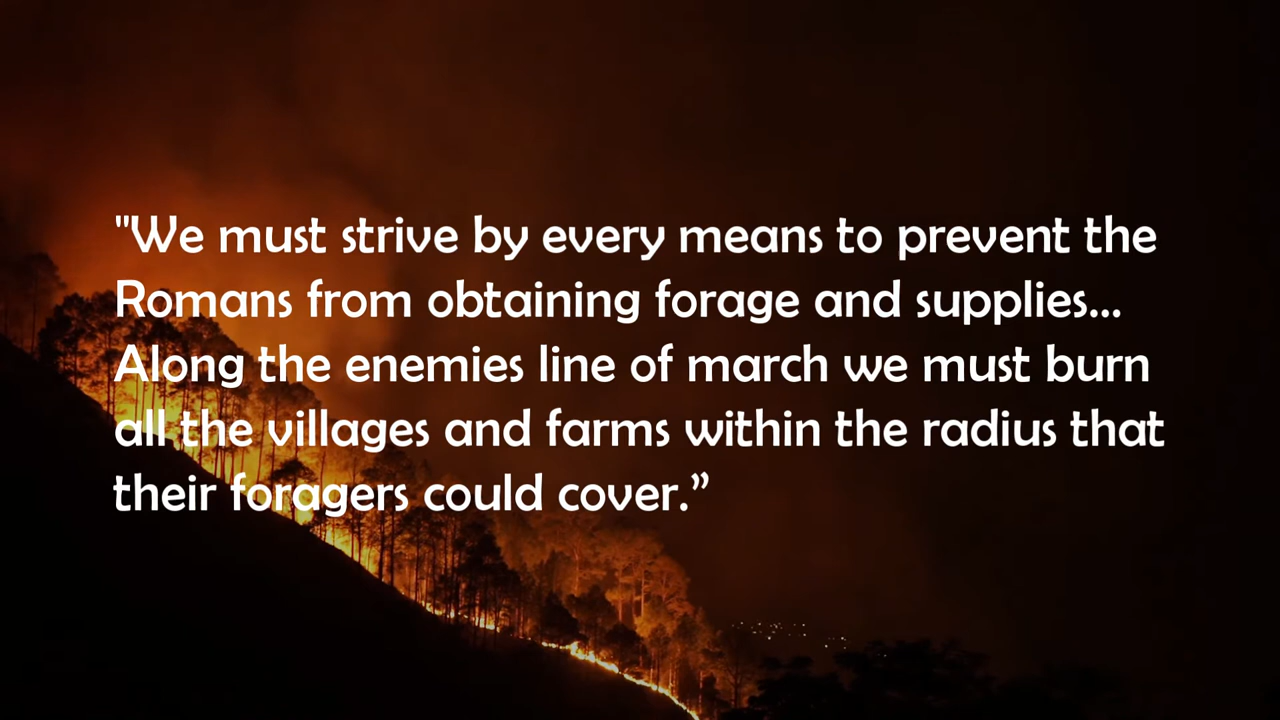 "We must strive by every means to prevent the
Romans from obtaining forage and supplies...
Along the enemies line of march we must burn
all the villages and farms within the radius that
their foragers could cover.”